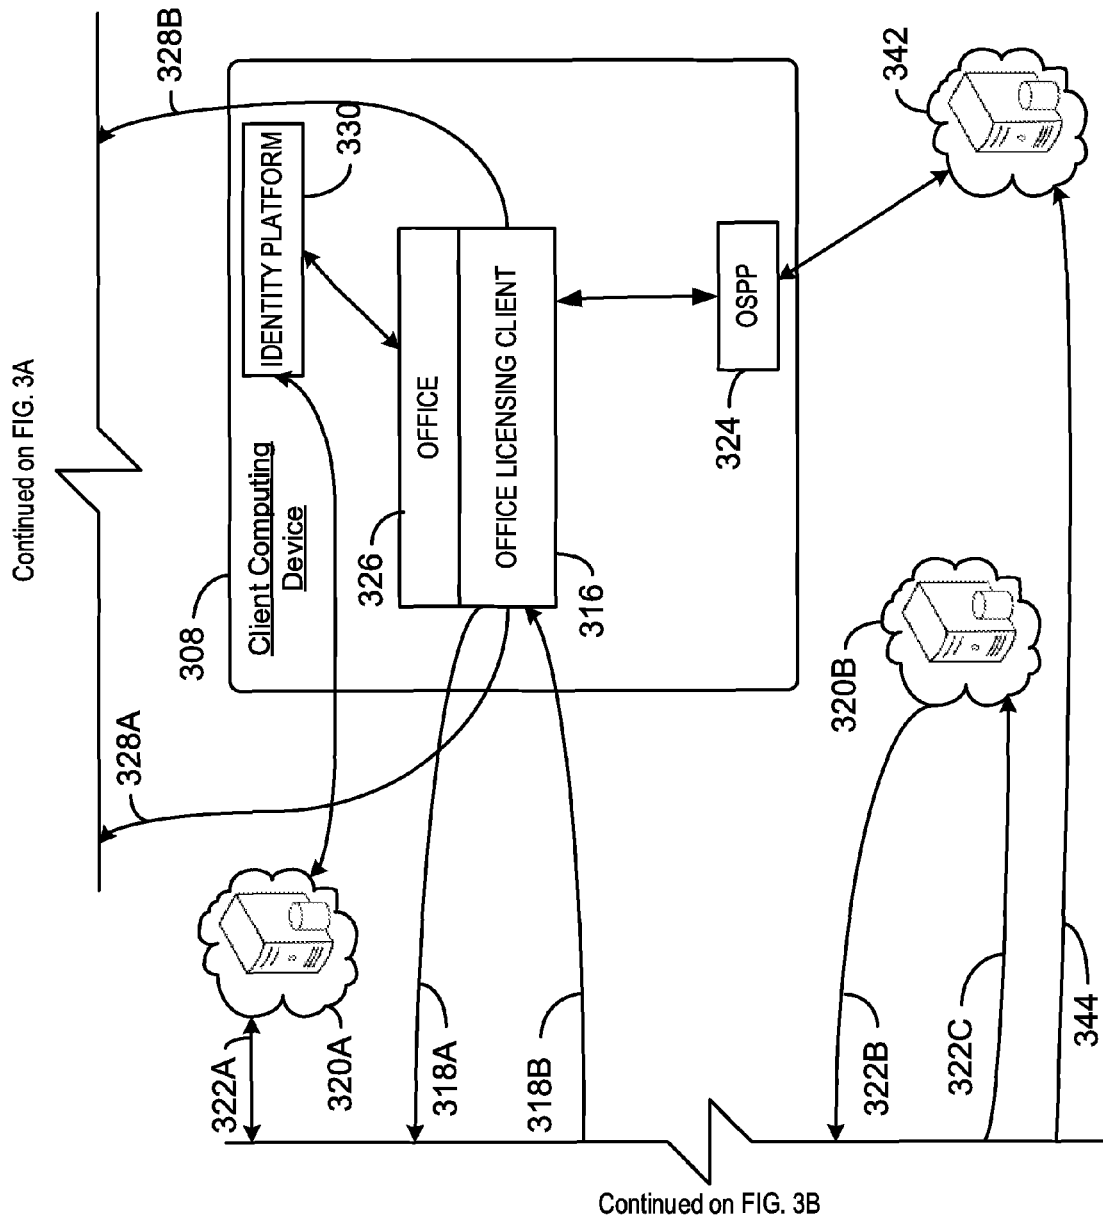 Continued on FIG. 3A
328B
330
IDENTITY PLATFORM
342
308
Client Computing
Device
326
OFFICE
OFFICE LICENSING CLIENT
316
OSPP
324
328A
320B
322A
320A
318A
318B
322B
322C
344
Continued on FIG. 3B